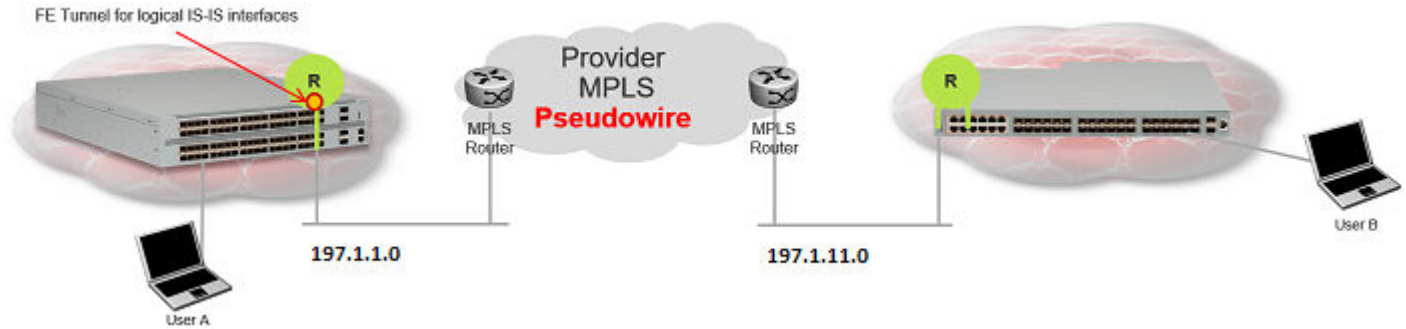 FE Tunnel for logical IS-IS interfaces
R
Provider
MPLS
Pseudowire
R
MPLS
Router
MPLS
Router
User B
197.1.1.0
197.1.11.0
User A